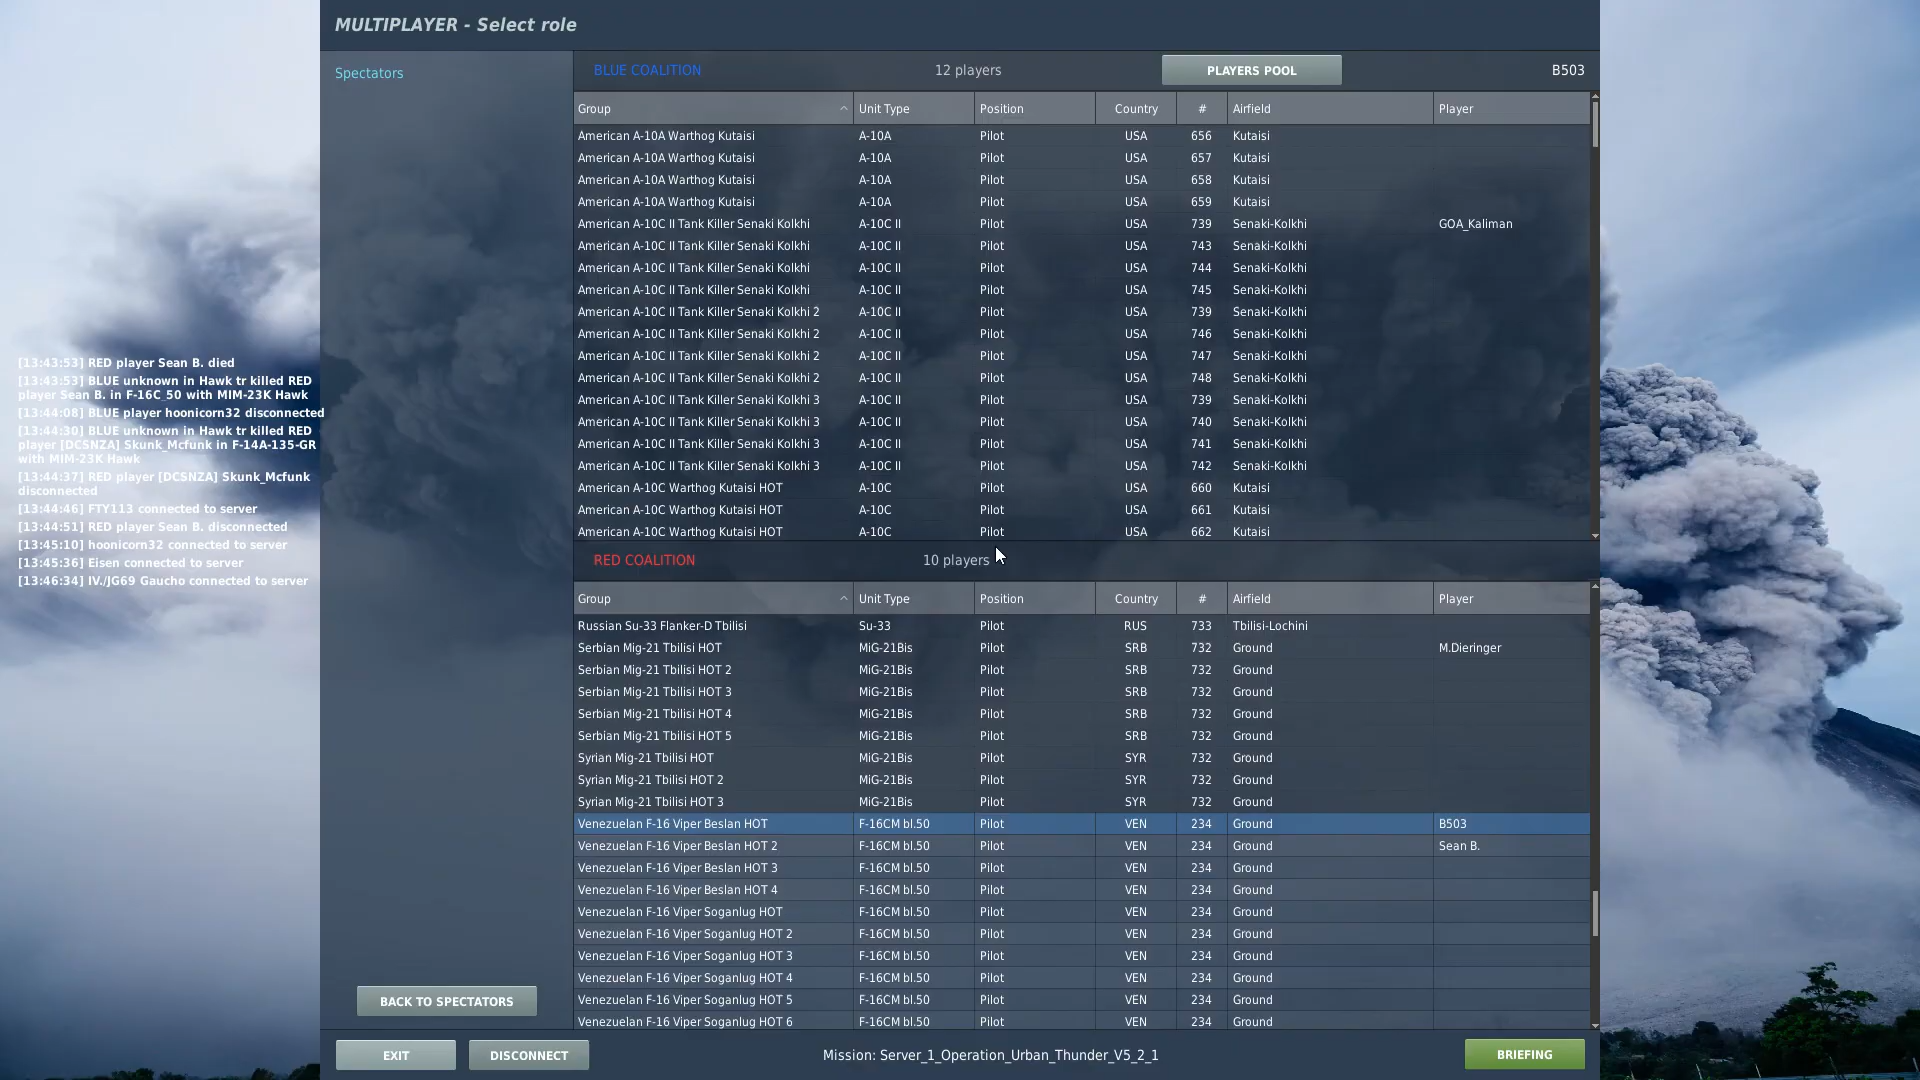 MULTIPLAYER - Select role
Spectators
BLUE COALITION 12 players PLAYERS POOL B503
Group Unit Type Position Country # Airfield Player
American A-10A Warthog Kutaisi A-10A Pilot USA 656 Kutaisi
American A-10A Warthog Kutaisi A-10A Pilot USA 657 Kutaisi
American A-10A Warthog Kutaisi A-10A Pilot USA 658 Kutaisi
American A-10A Warthog Kutaisi A-10A Pilot USA 659 Kutaisi
American A-10C II Tank Killer Senaki Kolkhi A-10C II Pilot USA 739 Senaki-Kolkhi GOA_Kaliman
American A-10C II Tank Killer Senaki Kolkhi A-10C II Pilot USA 743 Senaki-Kolkhi
American A-10C II Tank Killer Senaki Kolkhi A-10C II Pilot USA 744 Senaki-Kolkhi
American A-10C II Tank Killer Senaki Kolkhi A-10C II Pilot USA 745 Senaki-Kolkhi
American A-10C II Tank Killer Senaki Kolkhi 2 A-10C II Pilot USA 739 Senaki-Kolkhi
American A-10C II Tank Killer Senaki Kolkhi 2 A-10C II Pilot USA 746 Senaki-Kolkhi
American A-10C II Tank Killer Senaki Kolkhi 2 A-10C II Pilot USA 747 Senaki-Kolkhi
American A-10C II Tank Killer Senaki Kolkhi 2 A-10C II Pilot USA 748 Senaki-Kolkhi
American A-10C II Tank Killer Senaki Kolkhi 3 A-10C II Pilot USA 739 Senaki-Kolkhi
American A-10C II Tank Killer Senaki Kolkhi 3 A-10C II Pilot USA 740 Senaki-Kolkhi
American A-10C II Tank Killer Senaki Kolkhi 3 A-10C II Pilot USA 741 Senaki-Kolkhi
American A-10C II Tank Killer Senaki Kolkhi 3 A-10C II Pilot USA 742 Senaki-Kolkhi
American A-10C Warthog Kutaisi HOT A-10C Pilot USA 660 Kutaisi
American A-10C Warthog Kutaisi HOT A-10C Pilot USA 661 Kutaisi
American A-10C Warthog Kutaisi HOT A-10C Pilot USA 662 Kutaisi
[13:43:53] RED player Sean B. died
[13:43:53] BLUE unknown in Hawk tr killed RED
player Sean B. in F-16C_50 with MIM-23K Hawk
[13:44:08] BLUE player hoonicorn32 disconnected
[13:44:30] BLUE unknown in Hawk tr killed RED
player [DCSNZA] Skunk_Mcfunk in F-14A-135-GR
with MIM-23K Hawk
[13:44:37] RED player [DCSNZA] Skunk_Mcfunk
disconnected
[13:44:46] FTY113 connected to server
[13:44:51] RED player Sean B. disconnected
[13:45:10] hoonicorn32 connected to server
[13:45:36] Eisen connected to server
[13:46:34] IV./JG69 Gaucho connected to server
RED COALITION 10 players
Group Unit Type Position Country # Airfield Player
Russian Su-33 Flanker-D Tbilisi Su-33 Pilot RUS 733 Tbilisi-Lochini
Serbian Mig-21 Tbilisi HOT MiG-21Bis Pilot SRB 732 Ground M.Dieringer
Serbian Mig-21 Tbilisi HOT 2 MiG-21Bis Pilot SRB 732 Ground
Serbian Mig-21 Tbilisi HOT 3 MiG-21Bis Pilot SRB 732 Ground
Serbian Mig-21 Tbilisi HOT 4 MiG-21Bis Pilot SRB 732 Ground
Serbian Mig-21 Tbilisi HOT 5 MiG-21Bis Pilot SRB 732 Ground
Syrian Mig-21 Tbilisi HOT MiG-21Bis Pilot SYR 732 Ground
Syrian Mig-21 Tbilisi HOT 2 MiG-21Bis Pilot SYR 732 Ground
Syrian Mig-21 Tbilisi HOT 3 MiG-21Bis Pilot SYR 732 Ground
Venezuelan F-16 Viper Beslan HOT F-16CM bl.50 Pilot VEN 234 Ground B503
Venezuelan F-16 Viper Beslan HOT 2 F-16CM bl.50 Pilot VEN 234 Ground Sean B.
Venezuelan F-16 Viper Beslan HOT 3 F-16CM bl.50 Pilot VEN 234 Ground
Venezuelan F-16 Viper Beslan HOT 4 F-16CM bl.50 Pilot VEN 234 Ground
Venezuelan F-16 Viper Soganlug HOT F-16CM bl.50 Pilot VEN 234 Ground
Venezuelan F-16 Viper Soganlug HOT 2 F-16CM bl.50 Pilot VEN 234 Ground
Venezuelan F-16 Viper Soganlug HOT 3 F-16CM bl.50 Pilot VEN 234 Ground
Venezuelan F-16 Viper Soganlug HOT 4 F-16CM bl.50 Pilot VEN 234 Ground
Venezuelan F-16 Viper Soganlug HOT 5 F-16CM bl.50 Pilot VEN 234 Ground
Venezuelan F-16 Viper Soganlug HOT 6 F-16CM bl.50 Pilot VEN 234 Ground
BACK TO SPECTATORS
EXIT DISCONNECT Mission: Server_1_Operation_Urban_Thunder_V5_2_1 BRIEFING